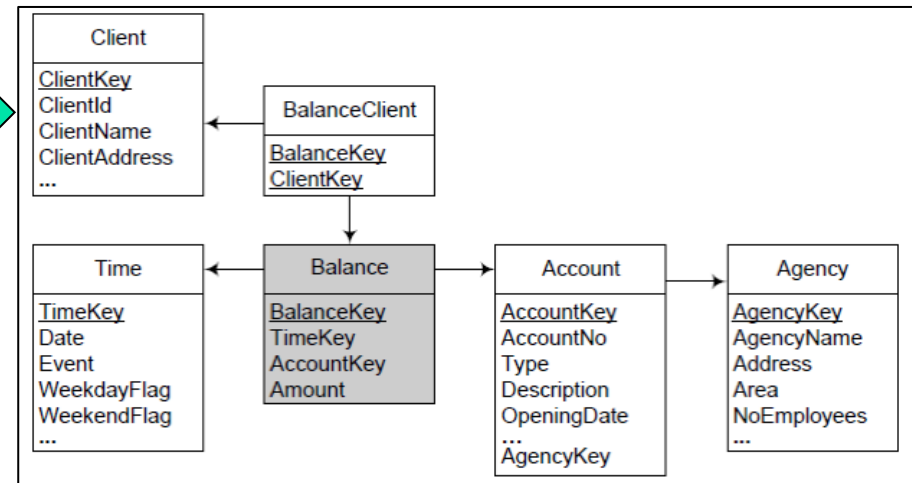 Client
ClientKey
ClientId
ClientName
ClientAddress
...
BalanceClient
BalanceKey
ClientKey
Time
TimeKey
Date
Event
WeekdayFlag
WeekendFlag
...
Balance
BalanceKey
TimeKey
AccountKey
Amount
Account
AccountKey
AccountNo
Type
Description
OpeningDate
...
AgencyKey
Agency
AgencyKey
AgencyName
Address
Area
NoEmployees
...